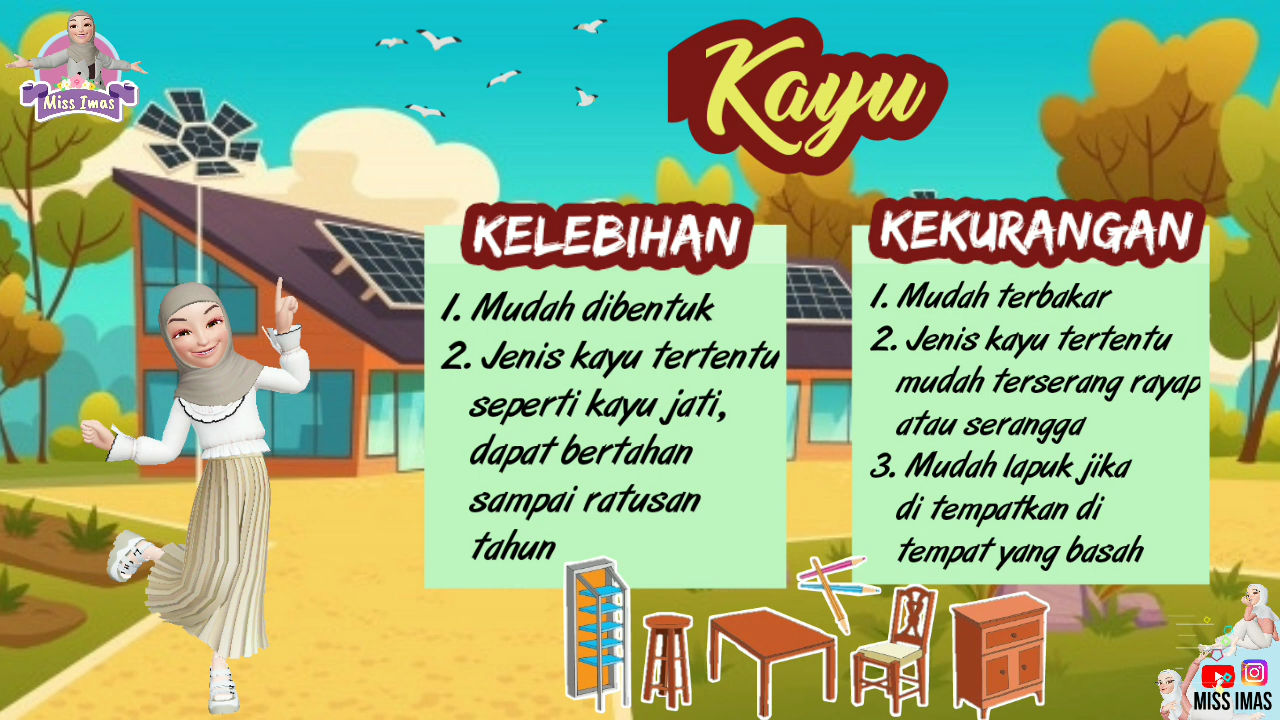 Miss Imas
Kayu
KELEBIHAN
1. Mudah dibentuk
2. Jenis kayu tertentu
seperti kayu jati,
dapat bertahan
sampai ratusan
tahun
KEKURANGAN
1. Mudah terbakar
2. Jenis kayu tertentu
mudah terserang rayap
atau serangga
3. Mudah lapuk jika
di tempatkan di
tempat yang basah
MISS IMAS